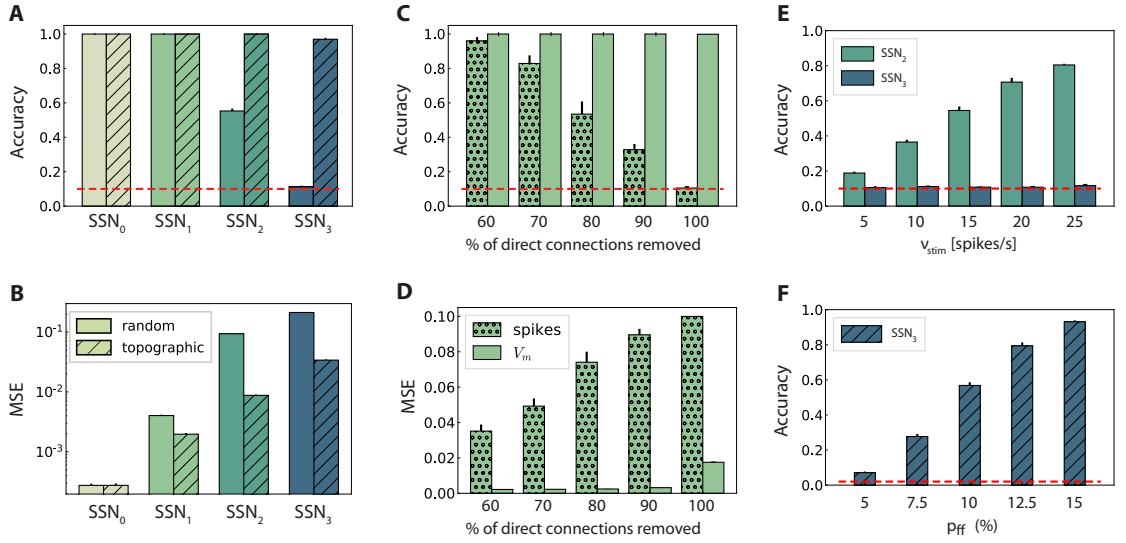 A
Accuracy
1.0
0.8
0.6
0.4
0.2
0.0
SSN₀
SSN₁
SSN₂
SSN₃
B
MSE
10⁻¹
10⁻²
10⁻³
random
topographic
SSN₀
SSN₁
SSN₂
SSN₃
C
Accuracy
1.0
0.8
0.6
0.4
0.2
0.0
60 70 80 90 100
% of direct connections removed
D
MSE
0.10
0.08
0.06
0.04
0.02
0.00
spikes
Vₘ
60 70 80 90 100
% of direct connections removed
E
Accuracy
1.0
0.8
0.6
0.4
0.2
0.0
SSN₂
SSN₃
5 10 15 20 25
ν_stim [spikes/s]
F
Accuracy
1.0
0.8
0.6
0.4
0.2
0.0
SSN₃
5 7.5 10 12.5 15
p_ff (%)